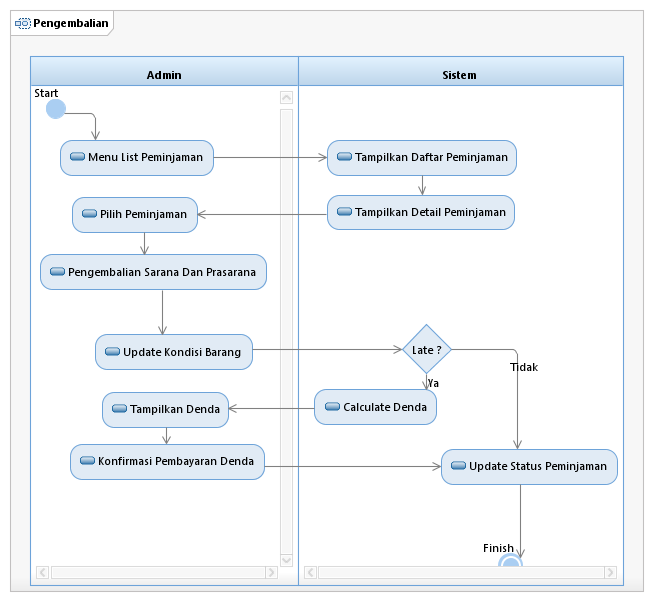 Pengembalian
Admin
Sistem
Start
Menu List Peminjaman
Tampilkan Daftar Peminjaman
Pilih Peminjaman
Tampilkan Detail Peminjaman
Pengembalian Sarana Dan Prasarana
Update Kondisi Barang
Late ?
Tidak
Ya
Tampilkan Denda
Calculate Denda
Konfirmasi Pembayaran Denda
Update Status Peminjaman
Finish